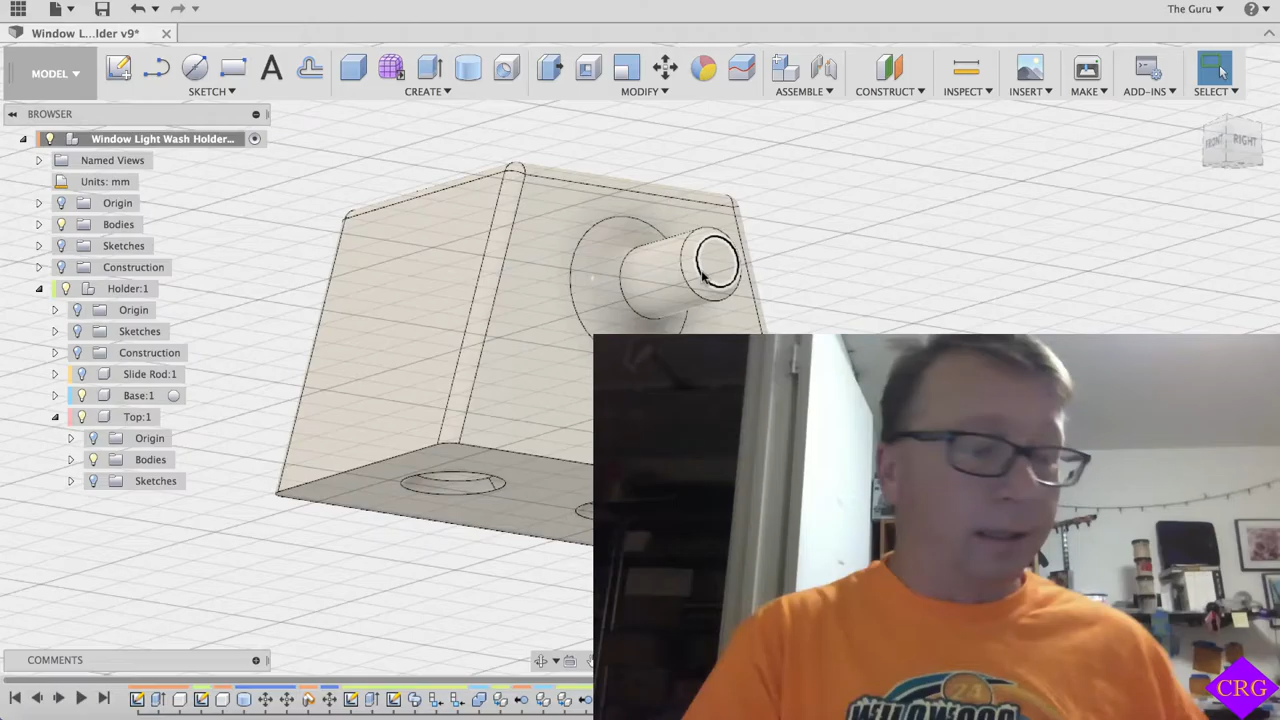 The Guru
Window L...lder v9*
MODEL
SKETCH
CREATE
MODIFY
ASSEMBLE
CONSTRUCT
INSPECT
INSERT
MAKE
ADD-INS
SELECT
BROWSER
Window Light Wash Holder...
Named Views
Units: mm
Origin
Bodies
Sketches
Construction
Holder:1
Origin
Sketches
Construction
Slide Rod:1
Base:1
Top:1
Origin
Bodies
Sketches
FRONT
RIGHT
COMMENTS
WILDWOOD
CRG